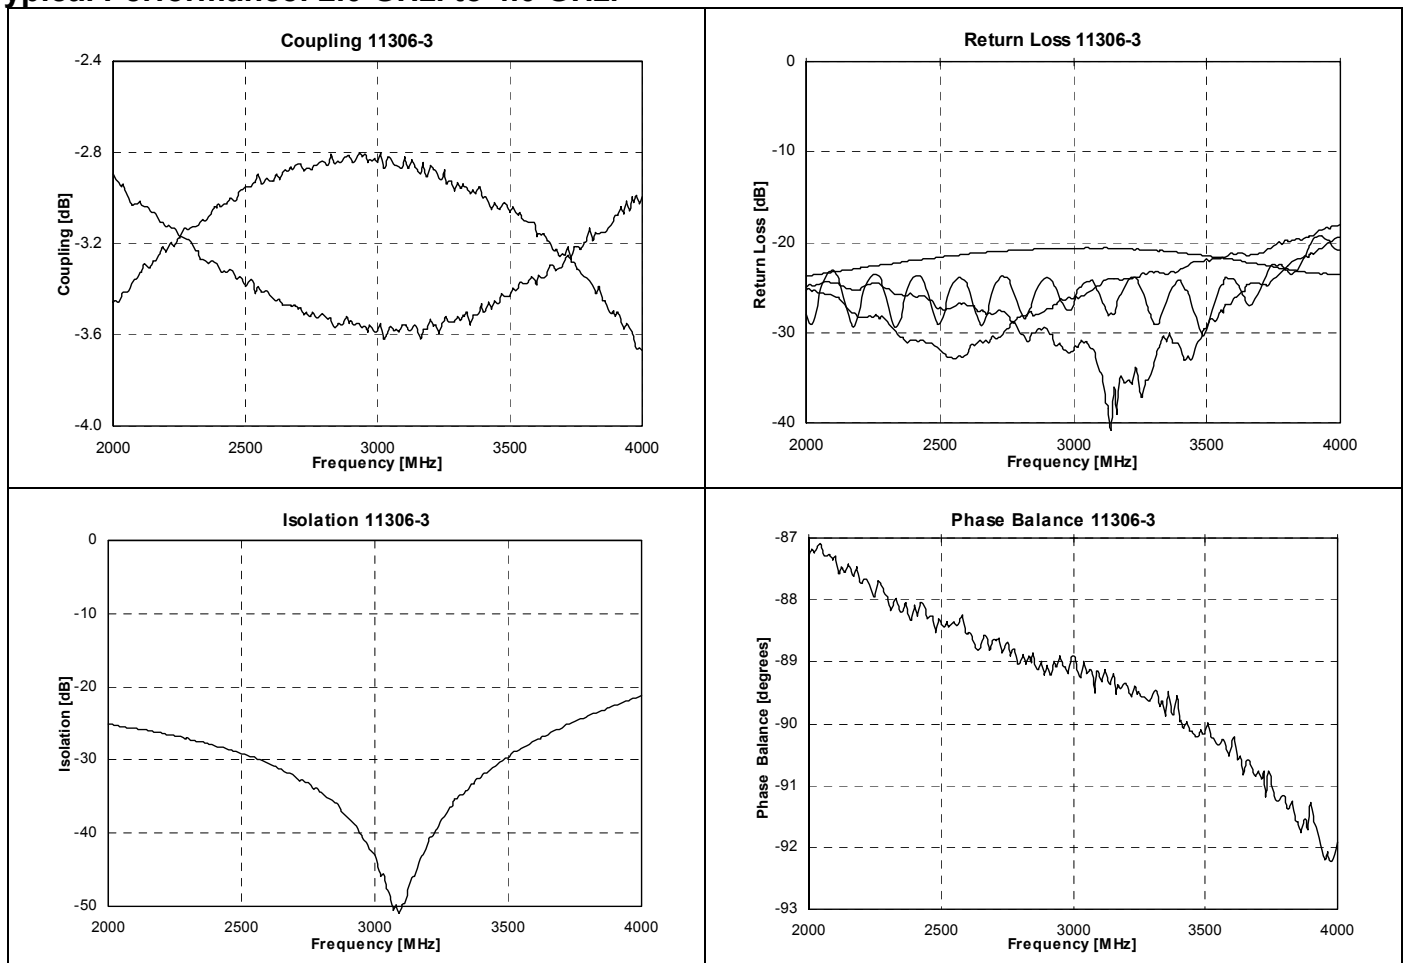 Coupling 11306-3
-2.4
-2.8
-3.2
-3.6
-4.0
Coupling [dB]
2000 2500 3000 3500 4000
Frequency [MHz]
Return Loss 11306-3
0
-10
-20
-30
-40
Return Loss [dB]
2000 2500 3000 3500 4000
Frequency [MHz]
Isolation 11306-3
0
-10
-20
-30
-40
-50
Isolation [dB]
2000 2500 3000 3500 4000
Frequency [MHz]
Phase Balance 11306-3
-87
-88
-89
-90
-91
-92
-93
Phase Balance [degrees]
2000 2500 3000 3500 4000
Frequency [MHz]